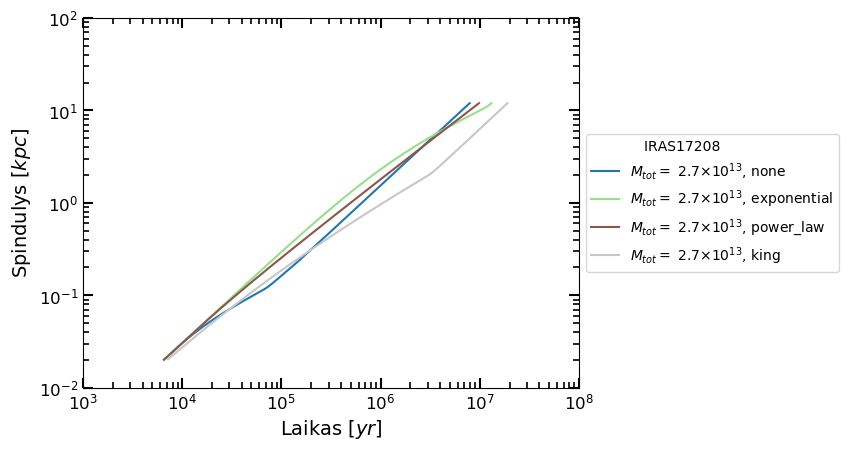 10²
10¹
10⁰
10⁻¹
10⁻²
Spindulys [kpc]
10³ 10⁴ 10⁵ 10⁶ 10⁷ 10⁸
Laikas [yr]
IRAS17208
M_tot = 2.7×10¹³, none
M_tot = 2.7×10¹³, exponential
M_tot = 2.7×10¹³, power_law
M_tot = 2.7×10¹³, king